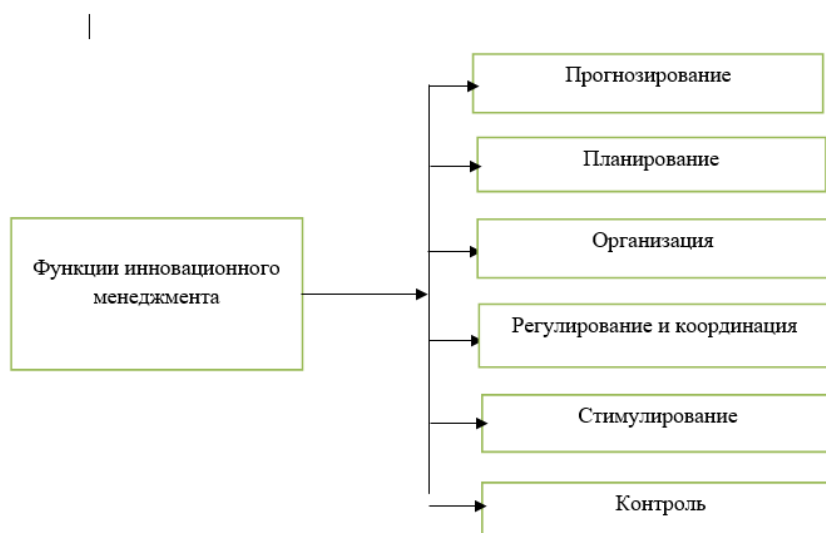 Функции инновационного
менеджмента
Прогнозирование
Планирование
Организация
Регулирование и координация
Стимулирование
Контроль